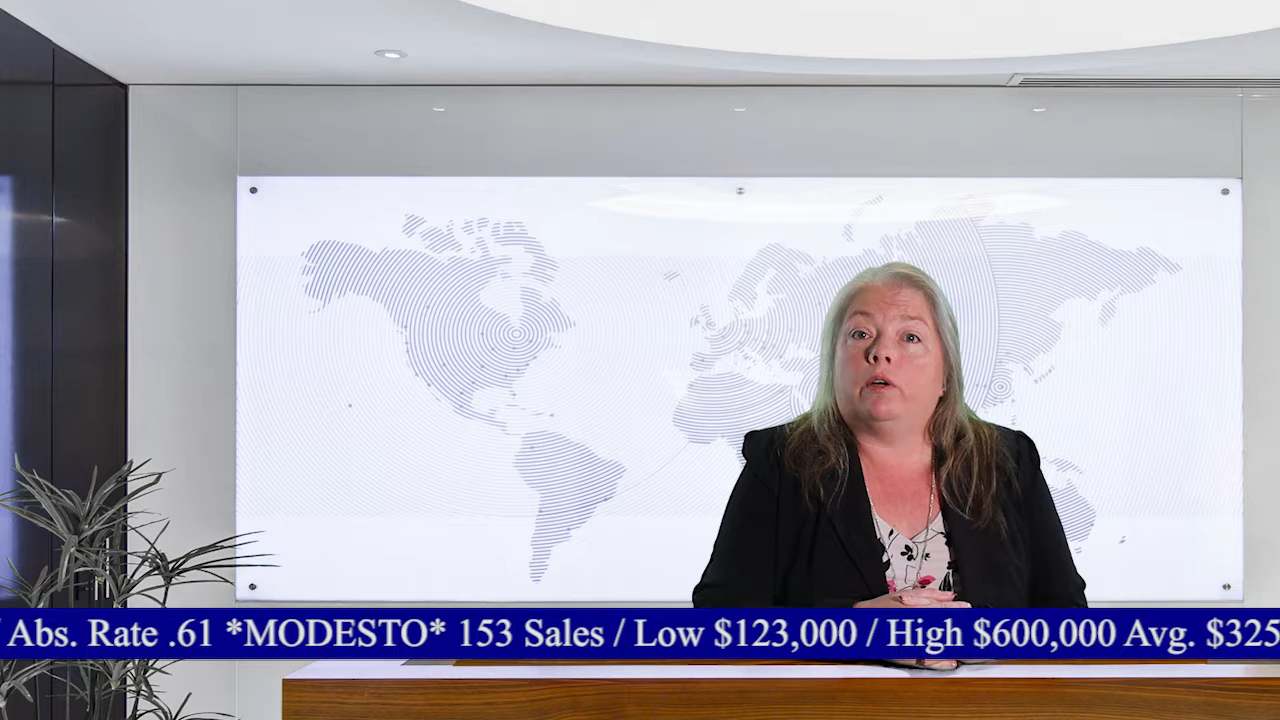 Abs. Rate .61 *MODESTO* 153 Sales / Low $123,000 / High $600,000 Avg. $325